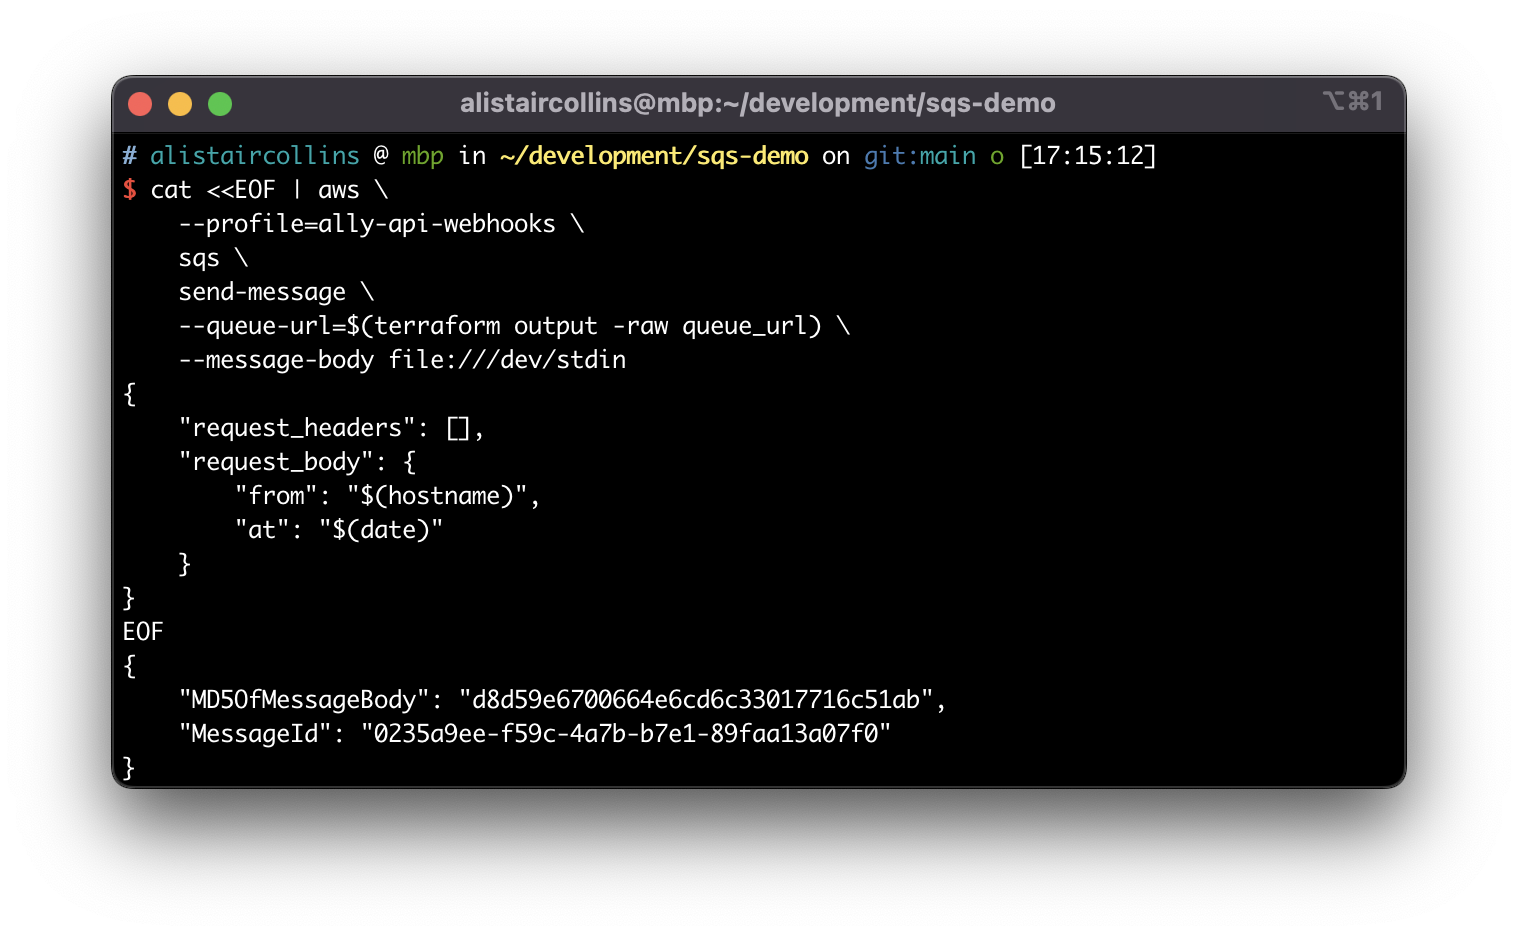 alistaircollins@mbp:~/development/sqs-demo ⌥⌘1
# alistaircollins @ mbp in ~/development/sqs-demo on git:main o [17:15:12]
$ cat <<EOF | aws \
    --profile=ally-api-webhooks \
    sqs \
    send-message \
    --queue-url=$(terraform output -raw queue_url) \
    --message-body file:///dev/stdin
{
    "request_headers": [],
    "request_body": {
        "from": "$(hostname)",
        "at": "$(date)"
    }
}
EOF
{
    "MD5OfMessageBody": "d8d59e6700664e6cd6c33017716c51ab",
    "MessageId": "0235a9ee-f59c-4a7b-b7e1-89faa13a07f0"
}